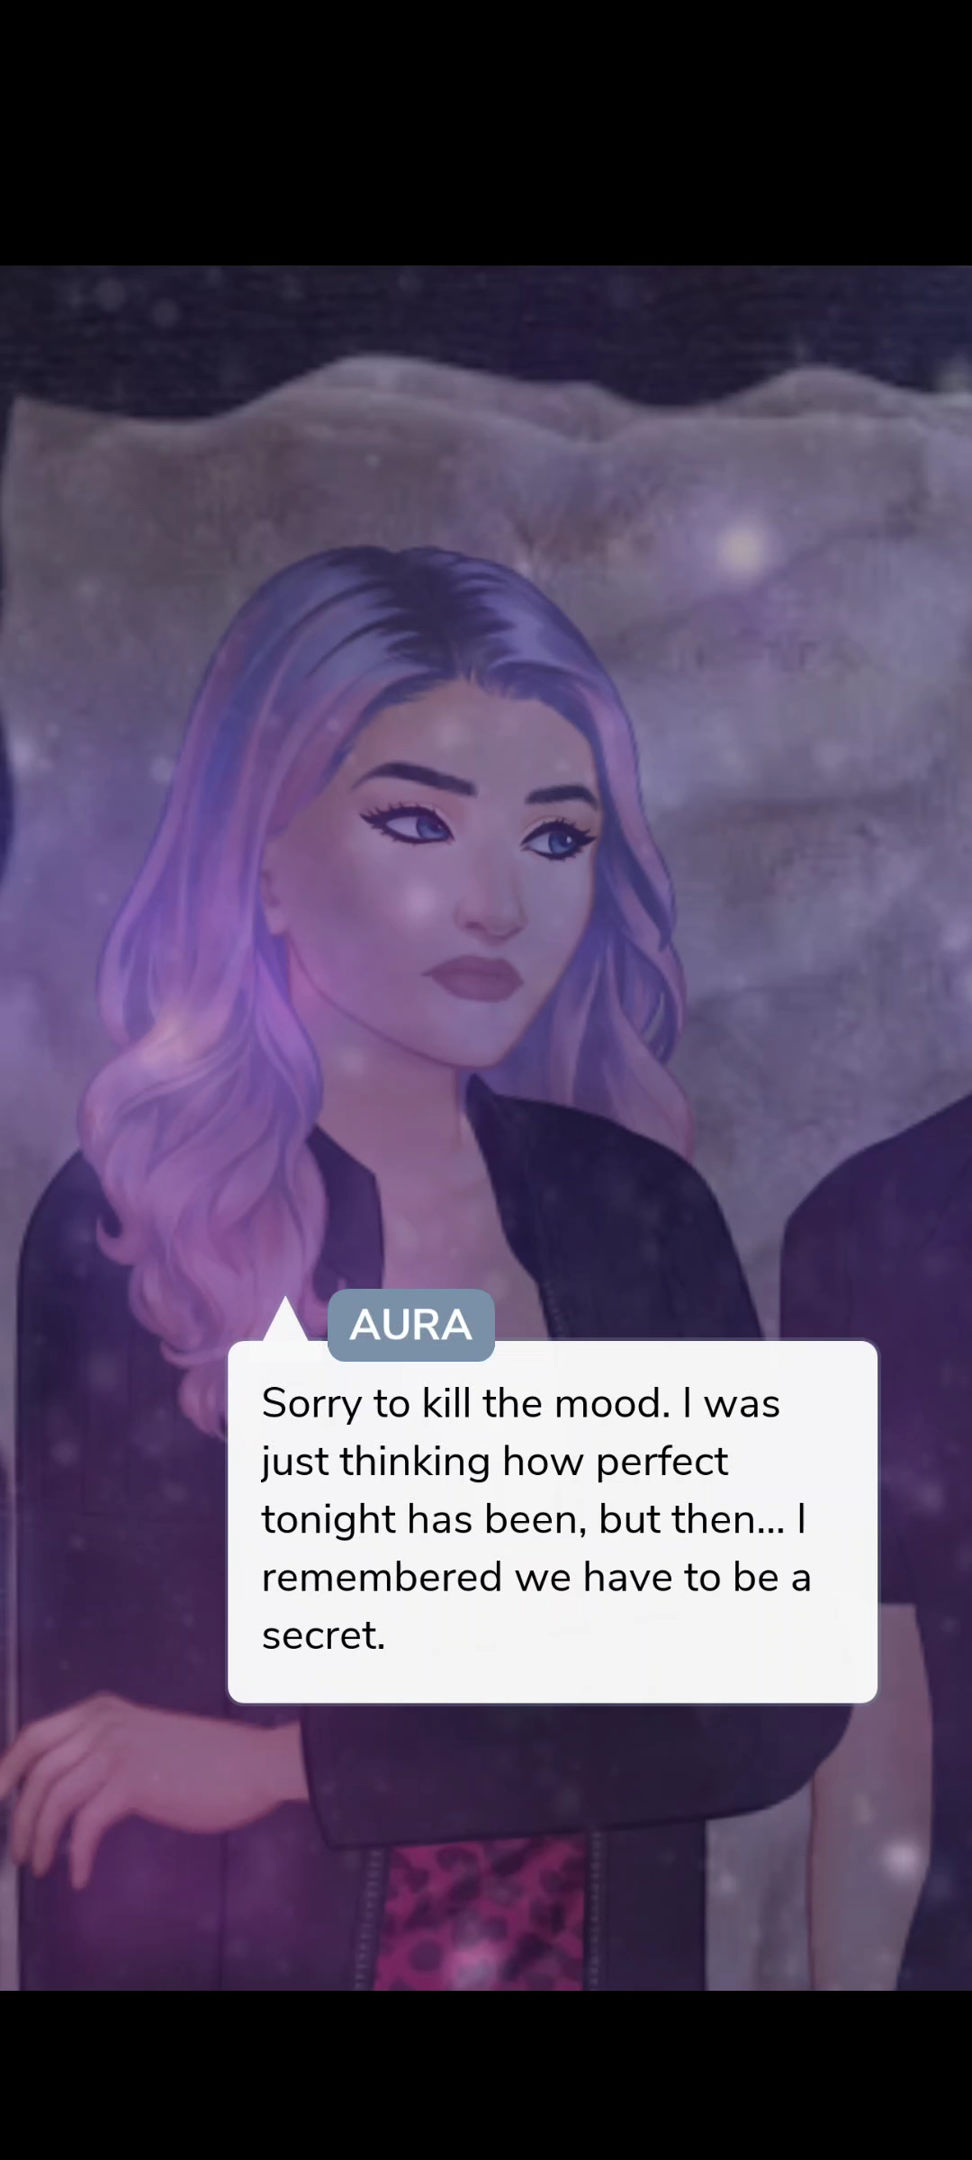 AURA
Sorry to kill the mood. I was
just thinking how perfect
tonight has been, but then... I
remembered we have to be a
secret.